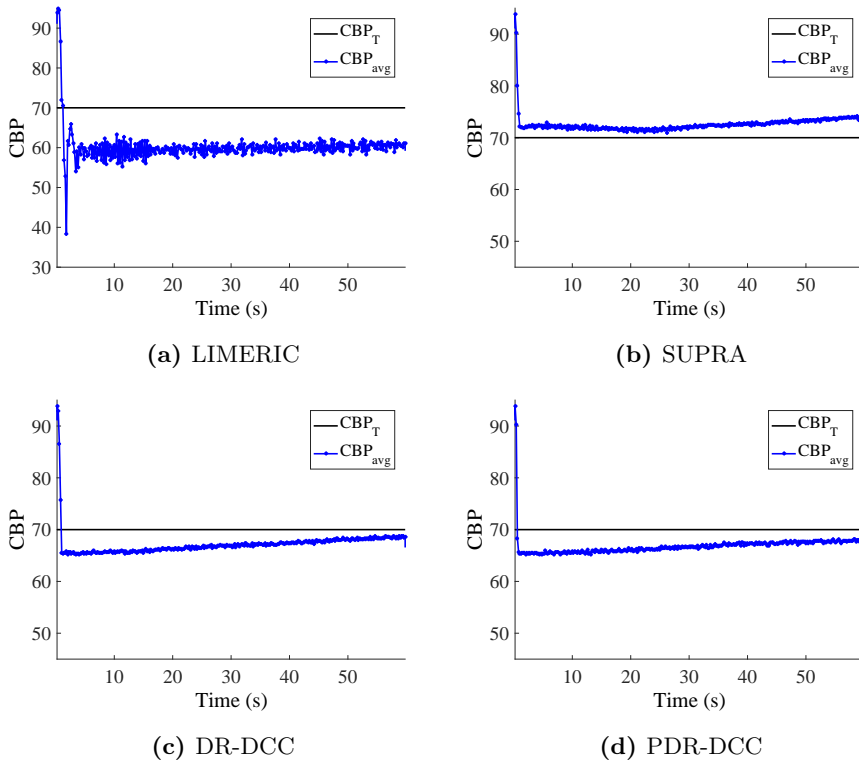 95
90
80
70
60
50
40
30
CBP
CBP_T
CBP_avg
10 20 30 40 50
Time (s)
(a) LIMERIC
90
80
70
60
50
CBP
CBP_T
CBP_avg
10 20 30 40 50
Time (s)
(b) SUPRA
90
80
70
60
50
CBP
CBP_T
CBP_avg
10 20 30 40 50
Time (s)
(c) DR-DCC
90
80
70
60
50
CBP
CBP_T
CBP_avg
10 20 30 40 50
Time (s)
(d) PDR-DCC